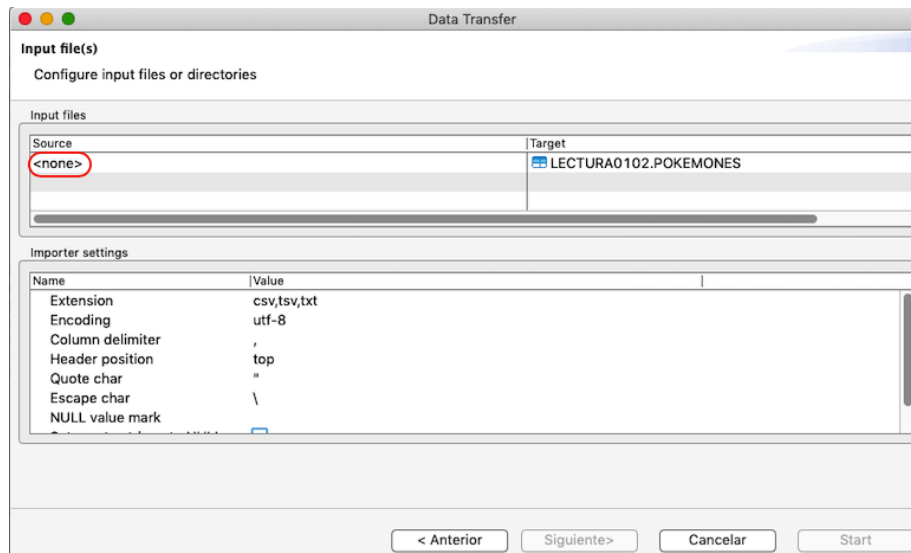 Data Transfer
Input file(s)
Configure input files or directories
Input files
Source Target
<none> LECTURA0102.POKEMONES
Importer settings
Name Value
Extension csv,tsv,txt
Encoding utf-8
Column delimiter ,
Header position top
Quote char "
Escape char \
NULL value mark
< Anterior Siguiente> Cancelar Start